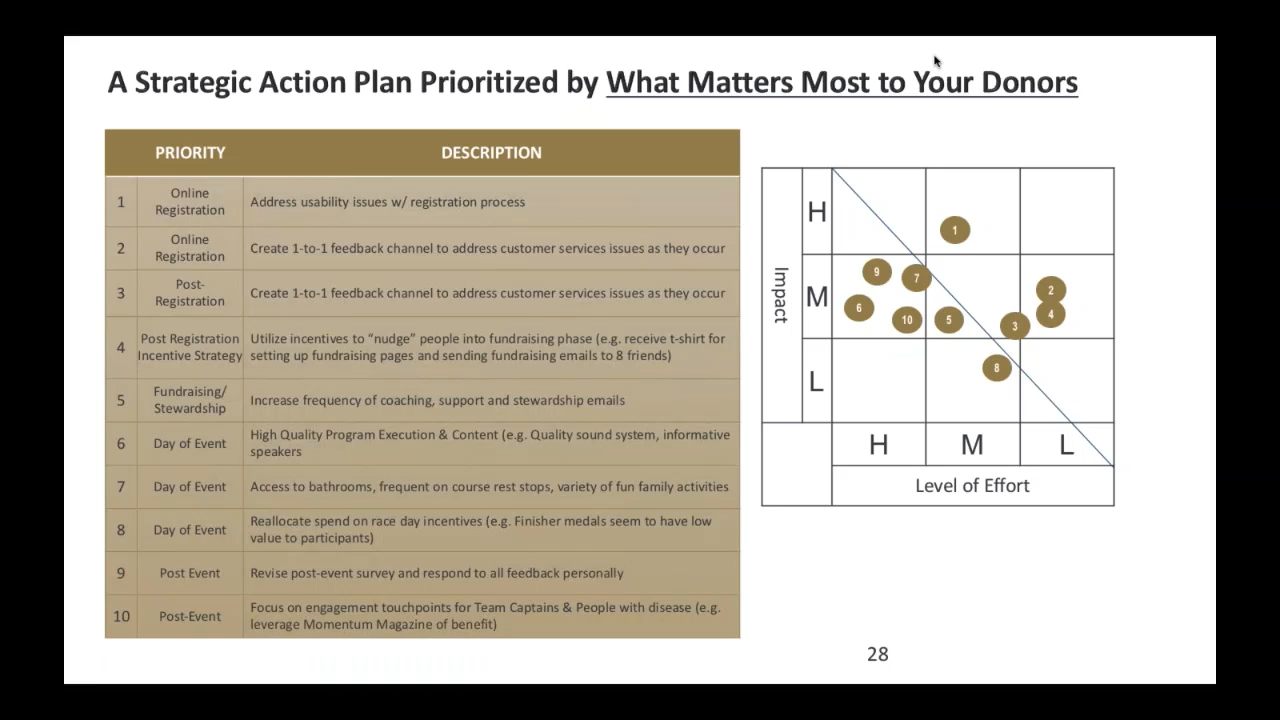 A Strategic Action Plan Prioritized by What Matters Most to Your Donors
PRIORITY DESCRIPTION
1 Online Registration Address usability issues w/ registration process
2 Online Registration Create 1-to-1 feedback channel to address customer services issues as they occur
3 Post-Registration Create 1-to-1 feedback channel to address customer services issues as they occur
4 Post Registration Incentive Strategy Utilize incentives to “nudge” people into fundraising phase (e.g. receive t-shirt for
setting up fundraising pages and sending fundraising emails to 8 friends)
5 Fundraising/ Stewardship Increase frequency of coaching, support and stewardship emails
6 Day of Event High Quality Program Execution & Content (e.g. Quality sound system, informative
speakers
7 Day of Event Access to bathrooms, frequent on course rest stops, variety of fun family activities
8 Day of Event Reallocate spend on race day incentives (e.g. Finisher medals seem to have low
value to participants)
9 Post Event Revise post-event survey and respond to all feedback personally
10 Post-Event Focus on engagement touchpoints for Team Captains & People with disease (e.g.
leverage Momentum Magazine of benefit)
Impact
H
1
M
9 7 2
6 10 5 3 4
L
8
H M L
Level of Effort
28